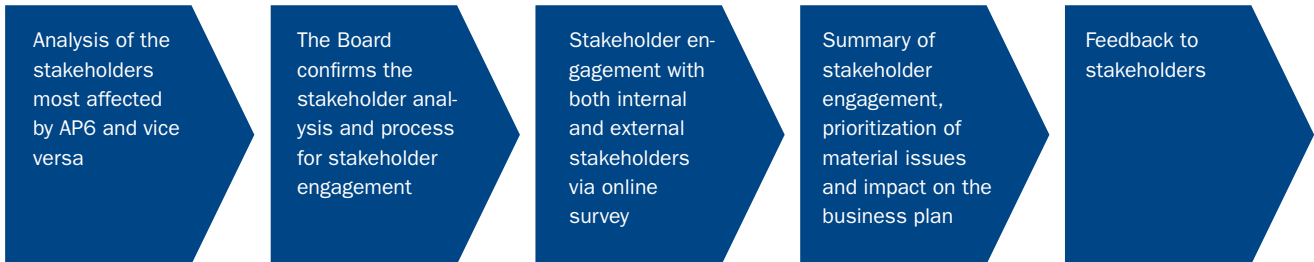 Analysis of the
stakeholders
most affected
by AP6 and vice
versa
The Board
confirms the
stakeholder anal-
ysis and process
for stakeholder
engagement
Stakeholder en-
gagement with
both internal
and external
stakeholders
via online
survey
Summary of
stakeholder
engagement,
prioritization of
material issues
and impact on the
business plan
Feedback to
stakeholders